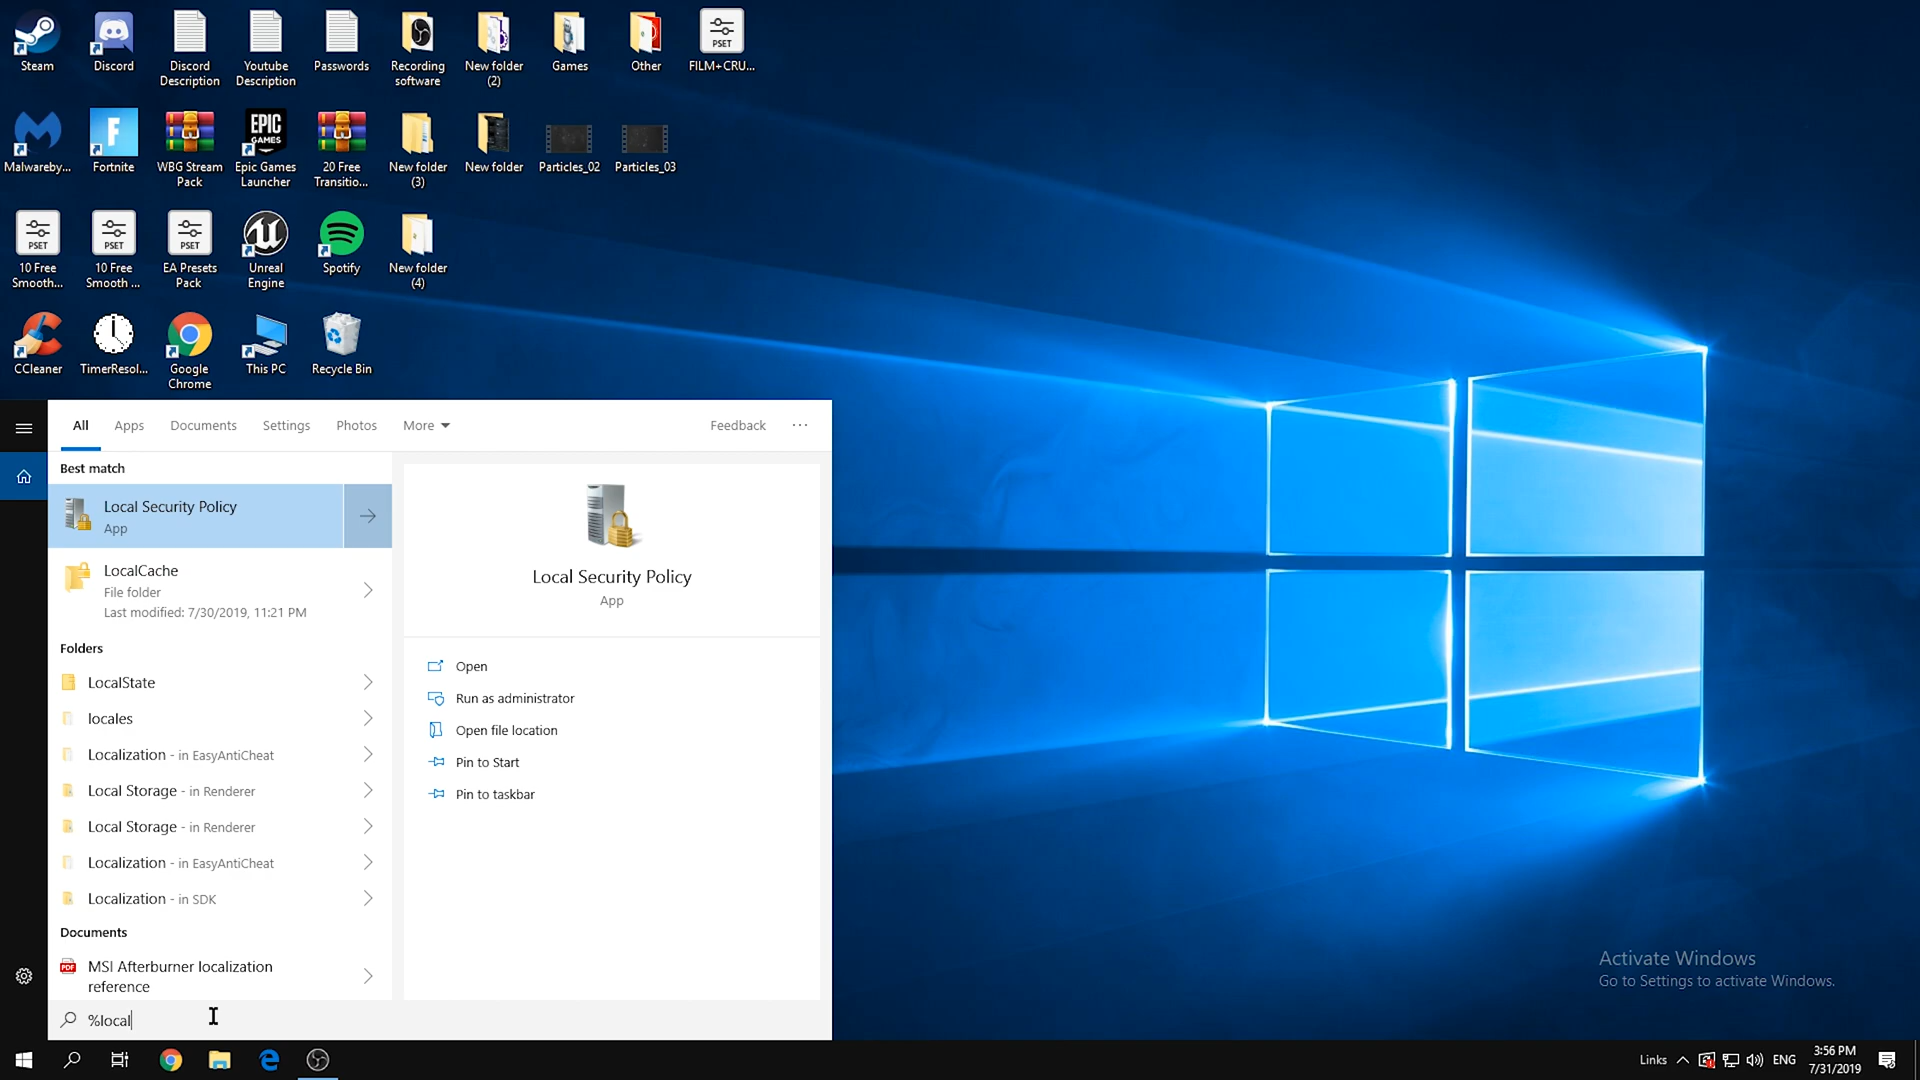 Steam
Discord
Discord
Description
Youtube
Description
Passwords
Recording
software
New folder
(2)
Games
Other
PSET
FILM+CRU...
Malwareby...
F
Fortnite
WBG Stream
Pack
EPIC
GAMES
Epic Games
Launcher
20 Free
Transitio...
New folder
(3)
New folder
Particles_02
Particles_03
PSET
10 Free
Smooth...
PSET
10 Free
Smooth ...
PSET
EA Presets
Pack
Unreal
Engine
Spotify
New folder
(4)
CCleaner
TimerResol...
Google
Chrome
This PC
Recycle Bin
All
Apps
Documents
Settings
Photos
More
Feedback
...
Best match
Local Security Policy
App
LocalCache
File folder
Last modified: 7/30/2019, 11:21 PM
Folders
LocalState
locales
Localization - in EasyAntiCheat
Local Storage - in Renderer
Local Storage - in Renderer
Localization - in EasyAntiCheat
Localization - in SDK
Documents
PDF
MSI Afterburner localization
reference
%local
Local Security Policy
App
Open
Run as administrator
Open file location
Pin to Start
Pin to taskbar
Activate Windows
Go to Settings to activate Windows.
Links
ENG
3:56 PM
7/31/2019